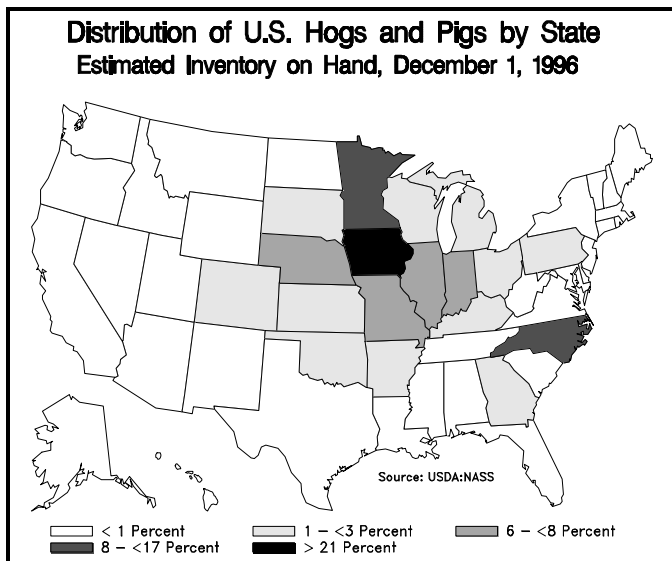 Distribution of U.S. Hogs and Pigs by State
Estimated Inventory on Hand, December 1, 1996
Source: USDA:NASS
< 1 Percent 1 - <3 Percent 6 - <8 Percent
8 - <17 Percent > 21 Percent